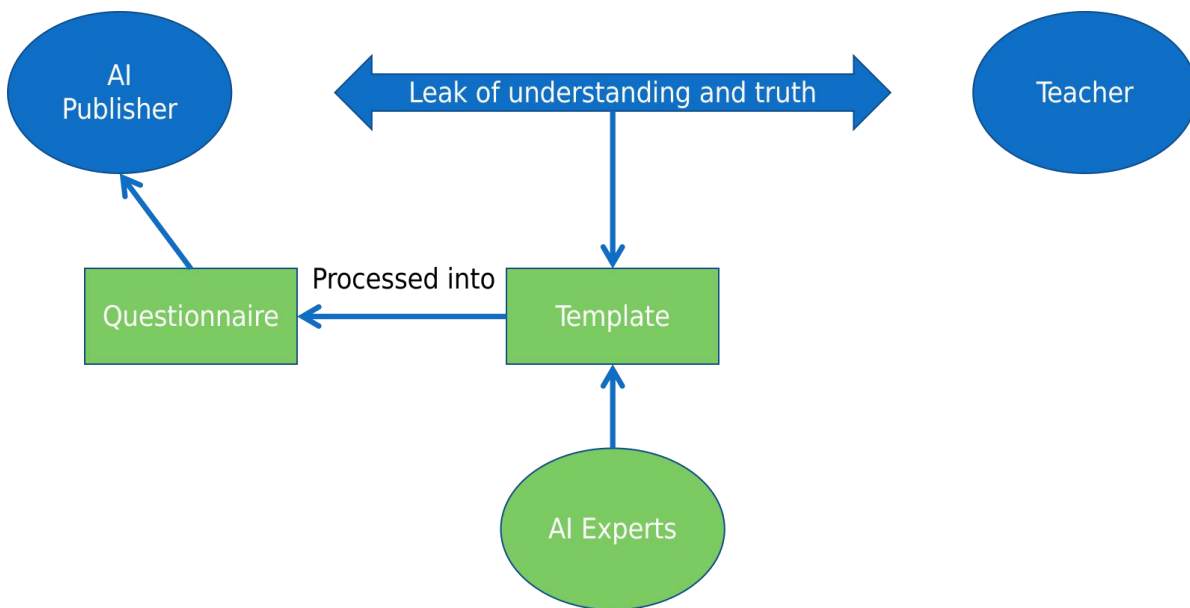 AI
Publisher
Leak of understanding and truth
Teacher
Processed into
Questionnaire
Template
AI Experts